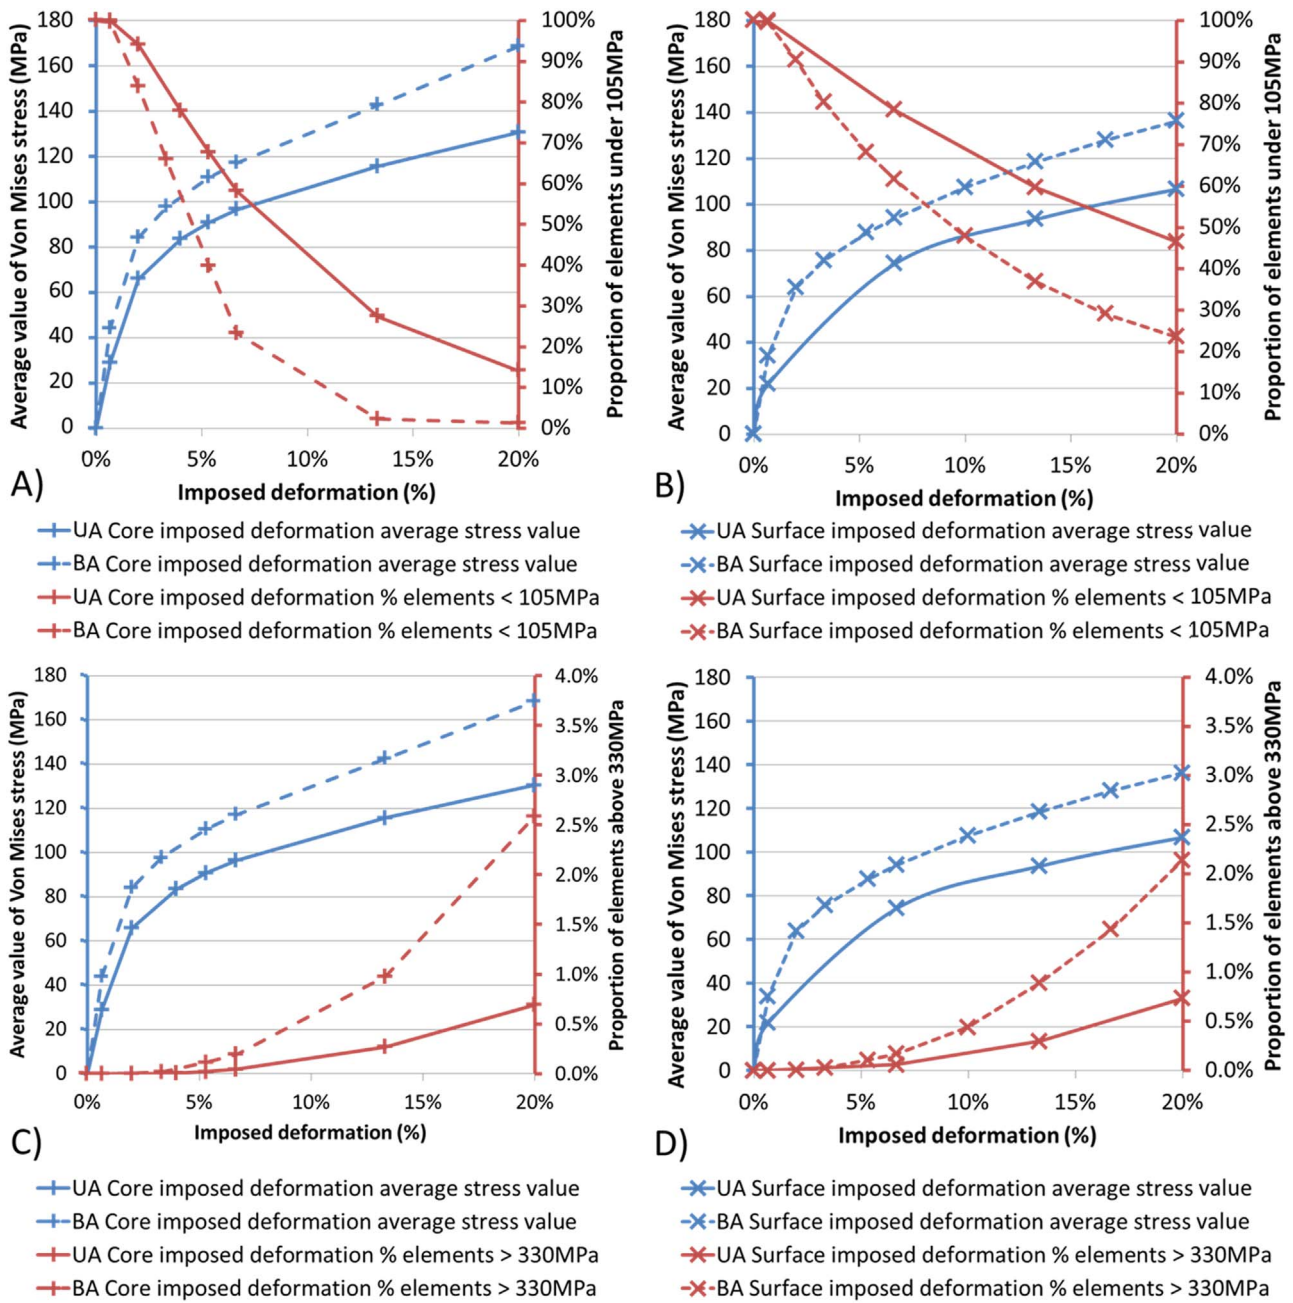 Average value of Von Mises stress (MPa)
180
160
140
120
100
80
60
40
20
0
100%
90%
80%
70%
60%
50%
40%
30%
20%
10%
0%
Proportion of elements under 105MPa
0% 5% 10% 15% 20%
Imposed deformation (%)
A)
UA Core imposed deformation average stress value
BA Core imposed deformation average stress value
UA Core imposed deformation % elements < 105MPa
BA Core imposed deformation % elements < 105MPa
Average value of Von Mises stress (MPa)
180
160
140
120
100
80
60
40
20
0
100%
90%
80%
70%
60%
50%
40%
30%
20%
10%
0%
Proportion of elements under 105MPa
0% 5% 10% 15% 20%
Imposed deformation (%)
B)
UA Surface imposed deformation average stress value
BA Surface imposed deformation average stress value
UA Surface imposed deformation % elements < 105MPa
BA Surface imposed deformation % elements < 105MPa
Average value of Von Mises stress (MPa)
180
160
140
120
100
80
60
40
20
0
4.0%
3.5%
3.0%
2.5%
2.0%
1.5%
1.0%
0.5%
0.0%
Proportion of elements above 330MPa
0% 5% 10% 15% 20%
Imposed deformation (%)
C)
UA Core imposed deformation average stress value
BA Core imposed deformation average stress value
UA Core imposed deformation % elements > 330MPa
BA Core imposed deformation % elements > 330MPa
Average value of Von Mises stress (MPa)
180
160
140
120
100
80
60
40
20
0
4.0%
3.5%
3.0%
2.5%
2.0%
1.5%
1.0%
0.5%
0.0%
Proportion of elements above 330MPa
0% 5% 10% 15% 20%
Imposed deformation (%)
D)
UA Surface imposed deformation average stress value
BA Surface imposed deformation average stress value
UA Surface imposed deformation % elements > 330MPa
BA Surface imposed deformation % elements > 330MPa